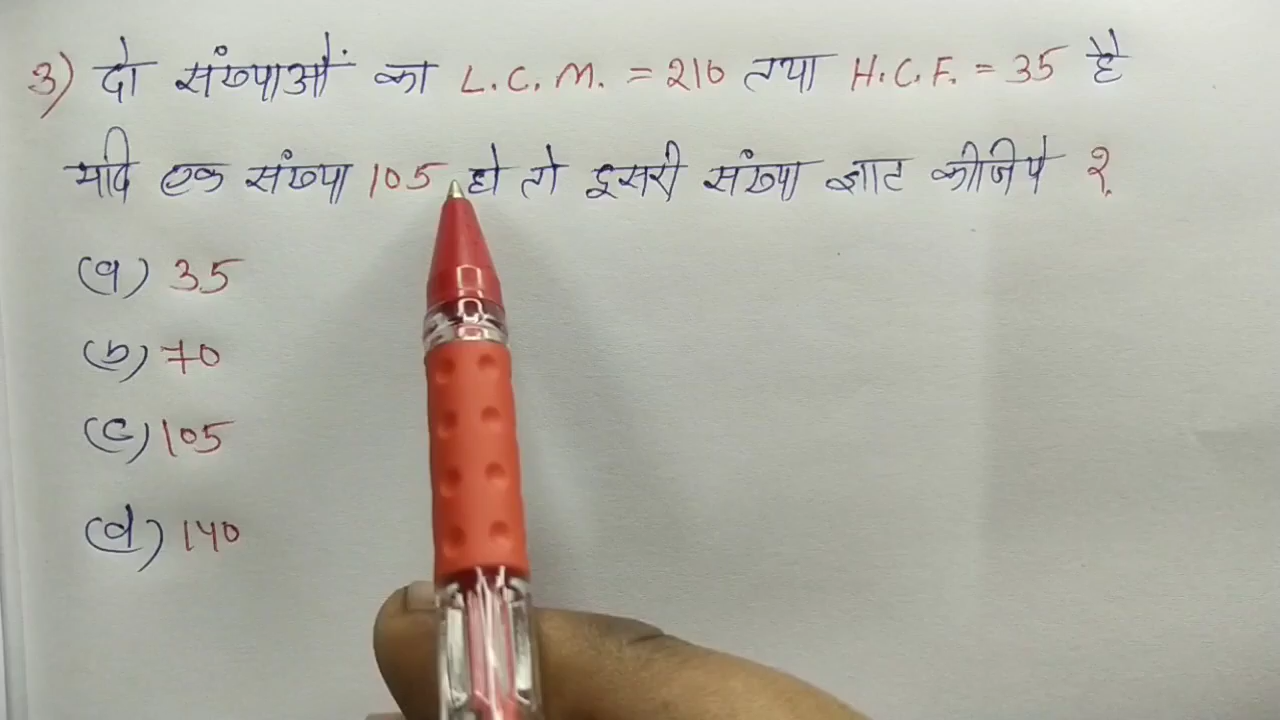 3) दो संख्याओं का L.C.M. = 210 तथा H.C.F. = 35 है
यदि एक संख्या 105 हो तो दूसरी संख्या ज्ञात कीजिये ?
(a) 35
(b) 70
(c) 105
(d) 140